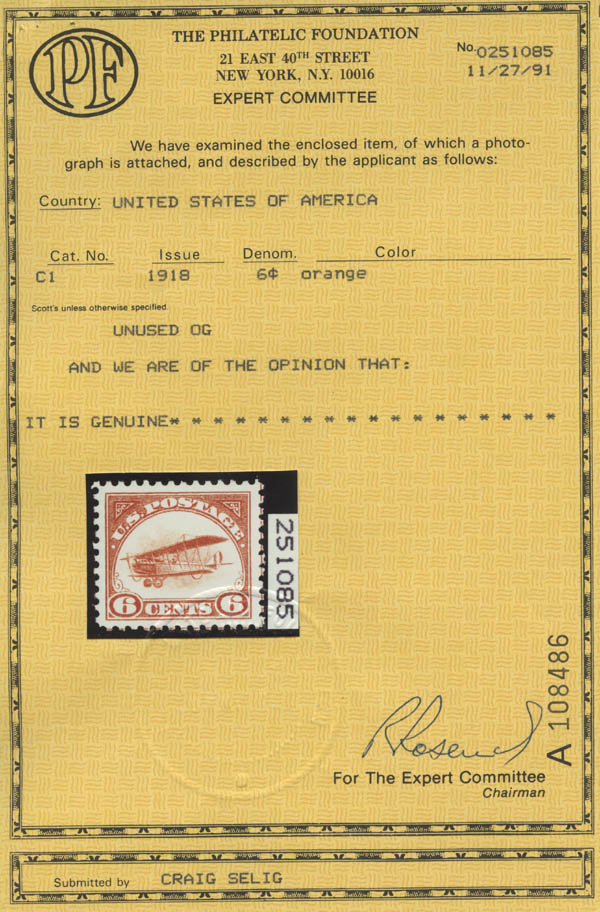 PF
THE PHILATELIC FOUNDATION
21 EAST 40TH STREET
NEW YORK, N.Y. 10016
EXPERT COMMITTEE
No. 0251085
11/27/91
We have examined the enclosed item, of which a photo-
graph is attached, and described by the applicant as follows:
Country: UNITED STATES OF AMERICA
Cat. No. Issue Denom. Color
C1 1918 6¢ orange
Scott's unless otherwise specified.
UNUSED OG
AND WE ARE OF THE OPINION THAT:
IT IS GENUINE* * * * * * * * * * * * * * * * * *
U.S. POSTAGE
6 CENTS 6
251085
A 108486
For The Expert Committee
Chairman
Submitted by CRAIG SELIG